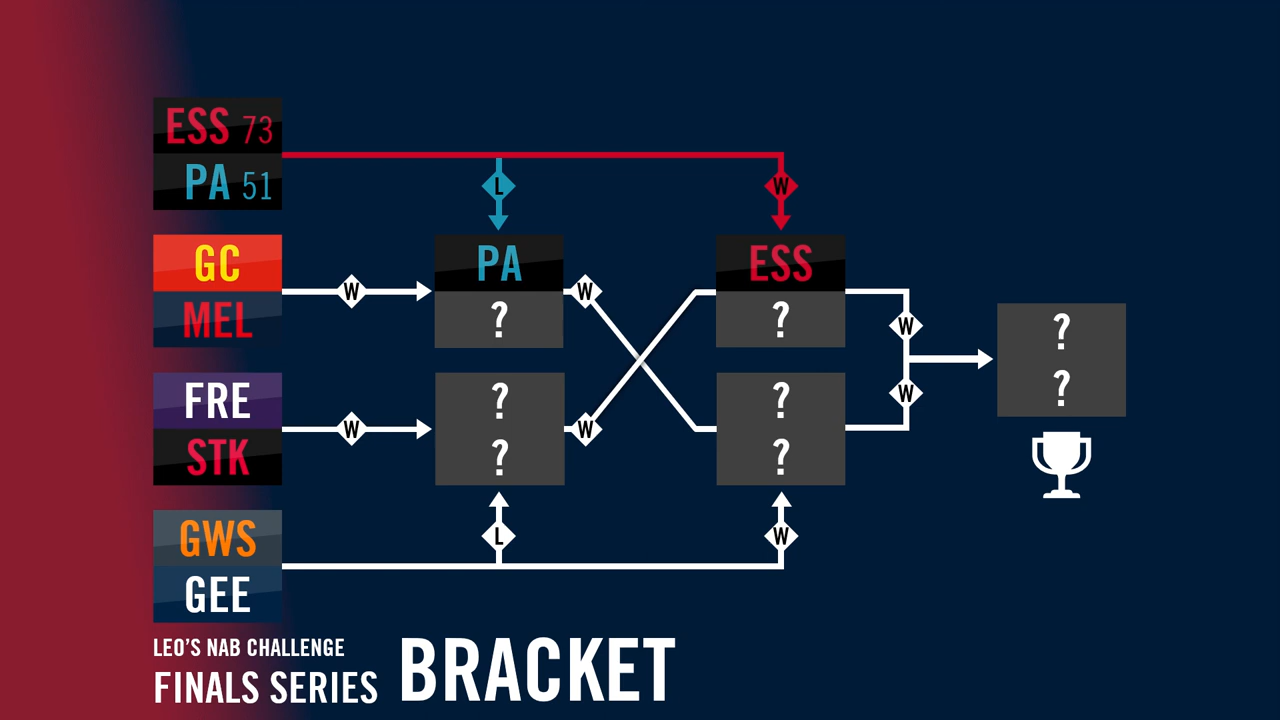 ESS 73
PA 51
L
W
GC
MEL
W
PA
?
W
ESS
?
W
?
?
FRE
STK
W
?
?
W
?
?
W
GWS
GEE
L
W
LEO'S NAB CHALLENGE
FINALS SERIES
BRACKET